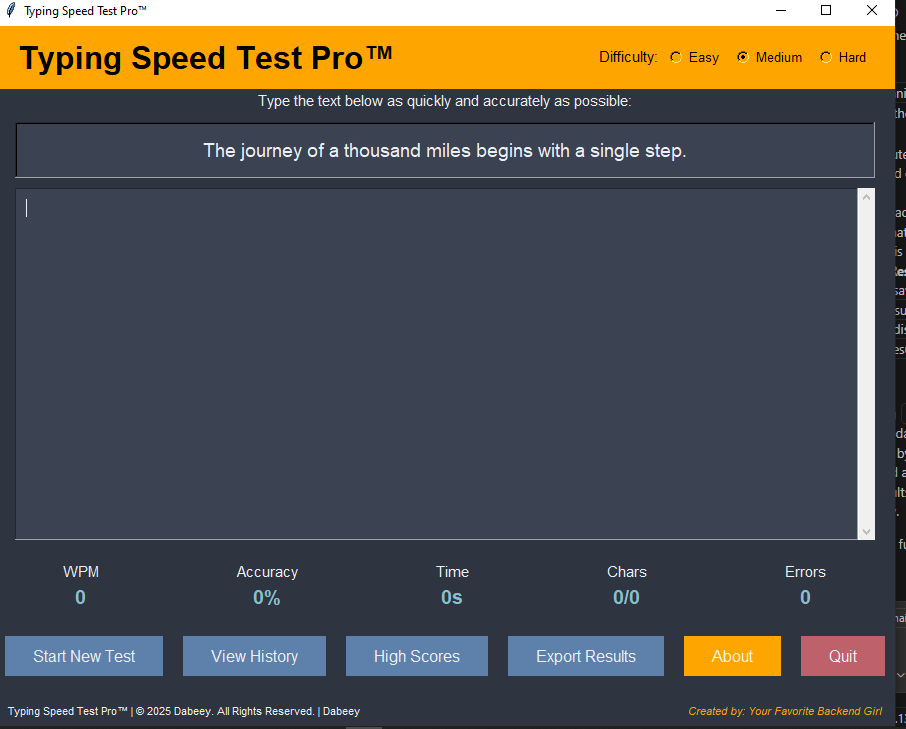 Typing Speed Test Pro™
Typing Speed Test Pro™
Difficulty: Easy Medium Hard
Type the text below as quickly and accurately as possible:
The journey of a thousand miles begins with a single step.
WPM Accuracy Time Chars Errors
0 0% 0s 0/0 0
Start New Test View History High Scores Export Results About Quit
Typing Speed Test Pro™ | © 2025 Dabeey. All Rights Reserved. | Dabeey
Created by: Your Favorite Backend Girl